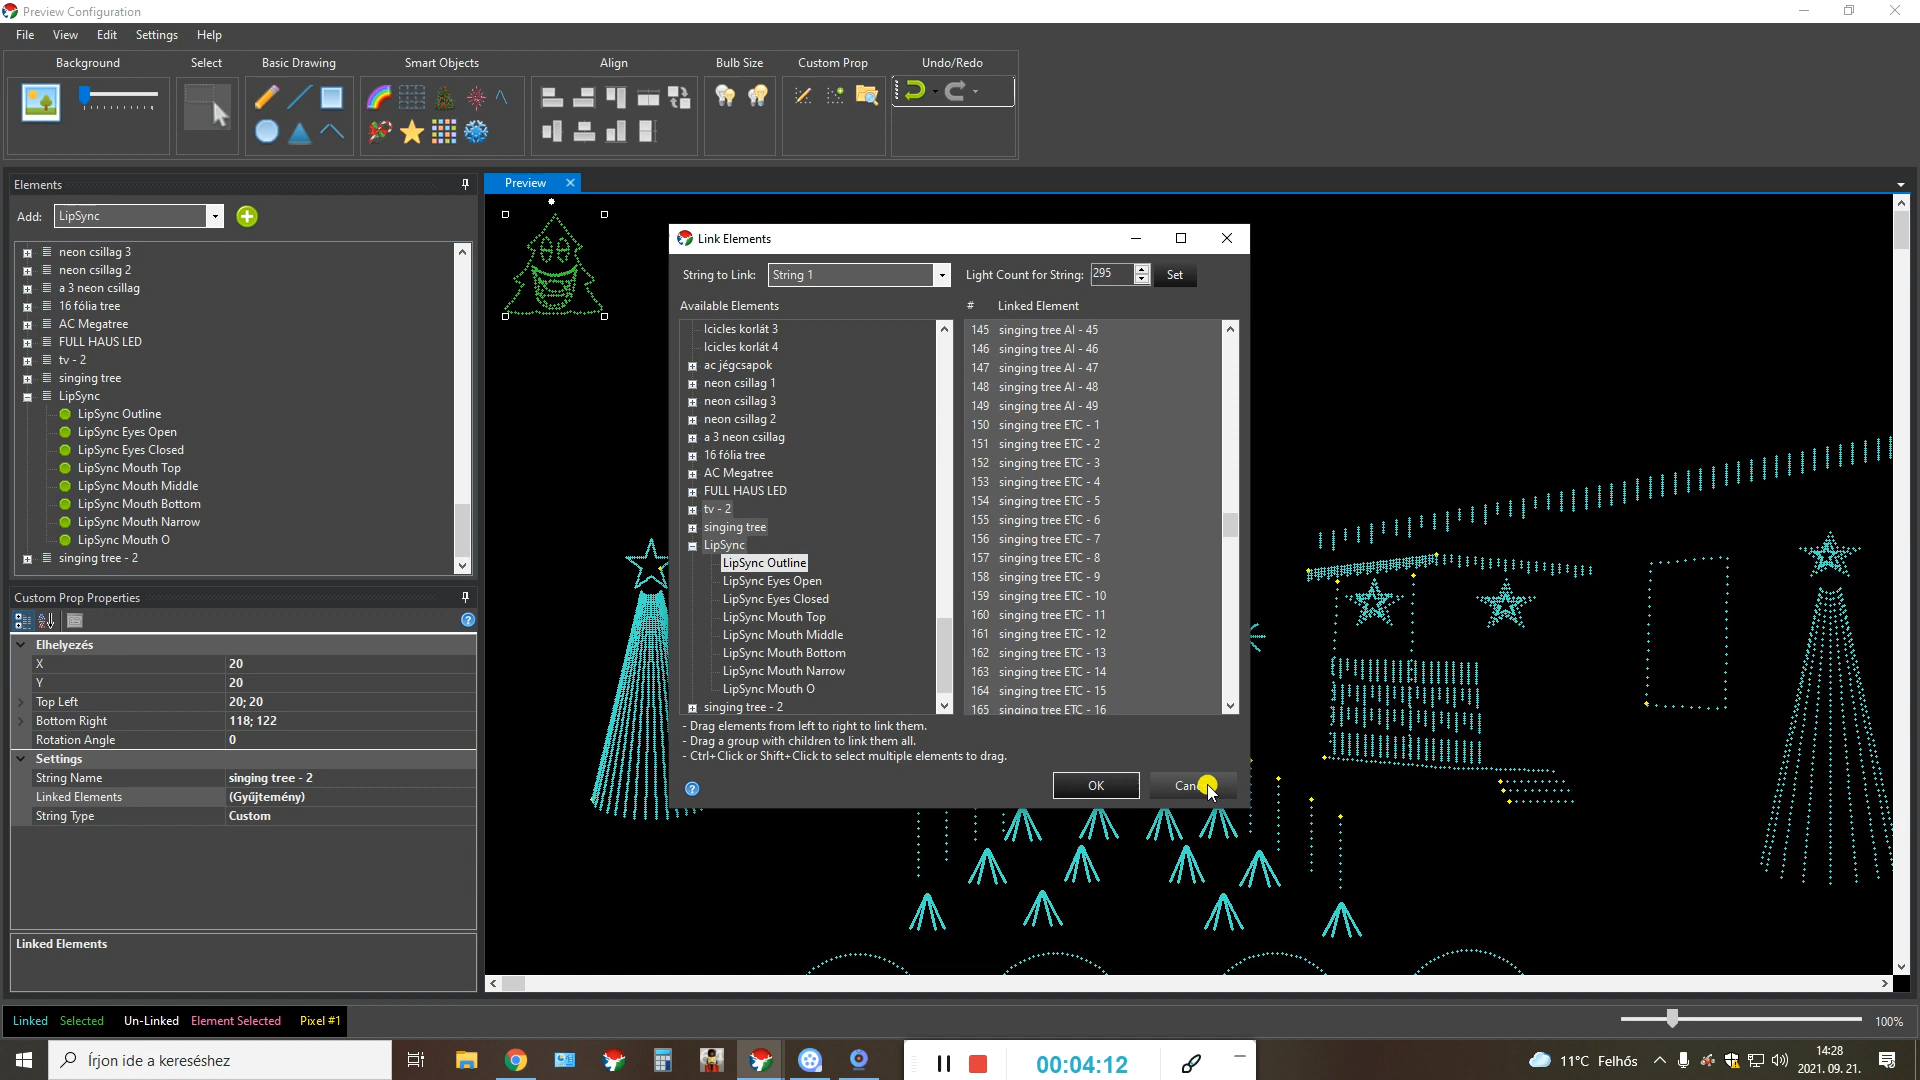 Preview Configuration
File View Edit Settings Help
Background Select Basic Drawing Smart Objects Align Bulb Size Custom Prop Undo/Redo
Elements
Add: LipSync
neon csillag 3
neon csillag 2
a 3 neon csillag
16 fólia tree
AC Megatree
FULL HAUS LED
tv - 2
singing tree
LipSync
LipSync Outline
LipSync Eyes Open
LipSync Eyes Closed
LipSync Mouth Top
LipSync Mouth Middle
LipSync Mouth Bottom
LipSync Mouth Narrow
LipSync Mouth O
singing tree - 2
Custom Prop Properties
Elhelyezés
X 20
Y 20
Top Left 20; 20
Bottom Right 118; 122
Rotation Angle 0
Settings
String Name singing tree - 2
Linked Elements (Gyűjtemény)
String Type Custom
Linked Elements
Linked Selected Un-Linked Element Selected Pixel #1
Preview
Link Elements
String to Link: String 1 Light Count for String: 295 Set
Available Elements
Icicles korlát 3
Icicles korlát 4
ac jégcsapok
neon csillag 1
neon csillag 3
neon csillag 2
a 3 neon csillag
16 fólia tree
AC Megatree
FULL HAUS LED
tv - 2
singing tree
LipSync
LipSync Outline
LipSync Eyes Open
LipSync Eyes Closed
LipSync Mouth Top
LipSync Mouth Middle
LipSync Mouth Bottom
LipSync Mouth Narrow
LipSync Mouth O
singing tree - 2
# Linked Element
145 singing tree AI - 45
146 singing tree AI - 46
147 singing tree AI - 47
148 singing tree AI - 48
149 singing tree AI - 49
150 singing tree ETC - 1
151 singing tree ETC - 2
152 singing tree ETC - 3
153 singing tree ETC - 4
154 singing tree ETC - 5
155 singing tree ETC - 6
156 singing tree ETC - 7
157 singing tree ETC - 8
158 singing tree ETC - 9
159 singing tree ETC - 10
160 singing tree ETC - 11
161 singing tree ETC - 12
162 singing tree ETC - 13
163 singing tree ETC - 14
164 singing tree ETC - 15
165 singing tree ETC - 16
- Drag elements from left to right to link them.
- Drag a group with children to link them all.
- Ctrl+Click or Shift+Click to select multiple elements to drag.
OK
100%
Írjon ide a kereséshez
00:04:12
11°C Felhős
14:28
2021. 09. 21.